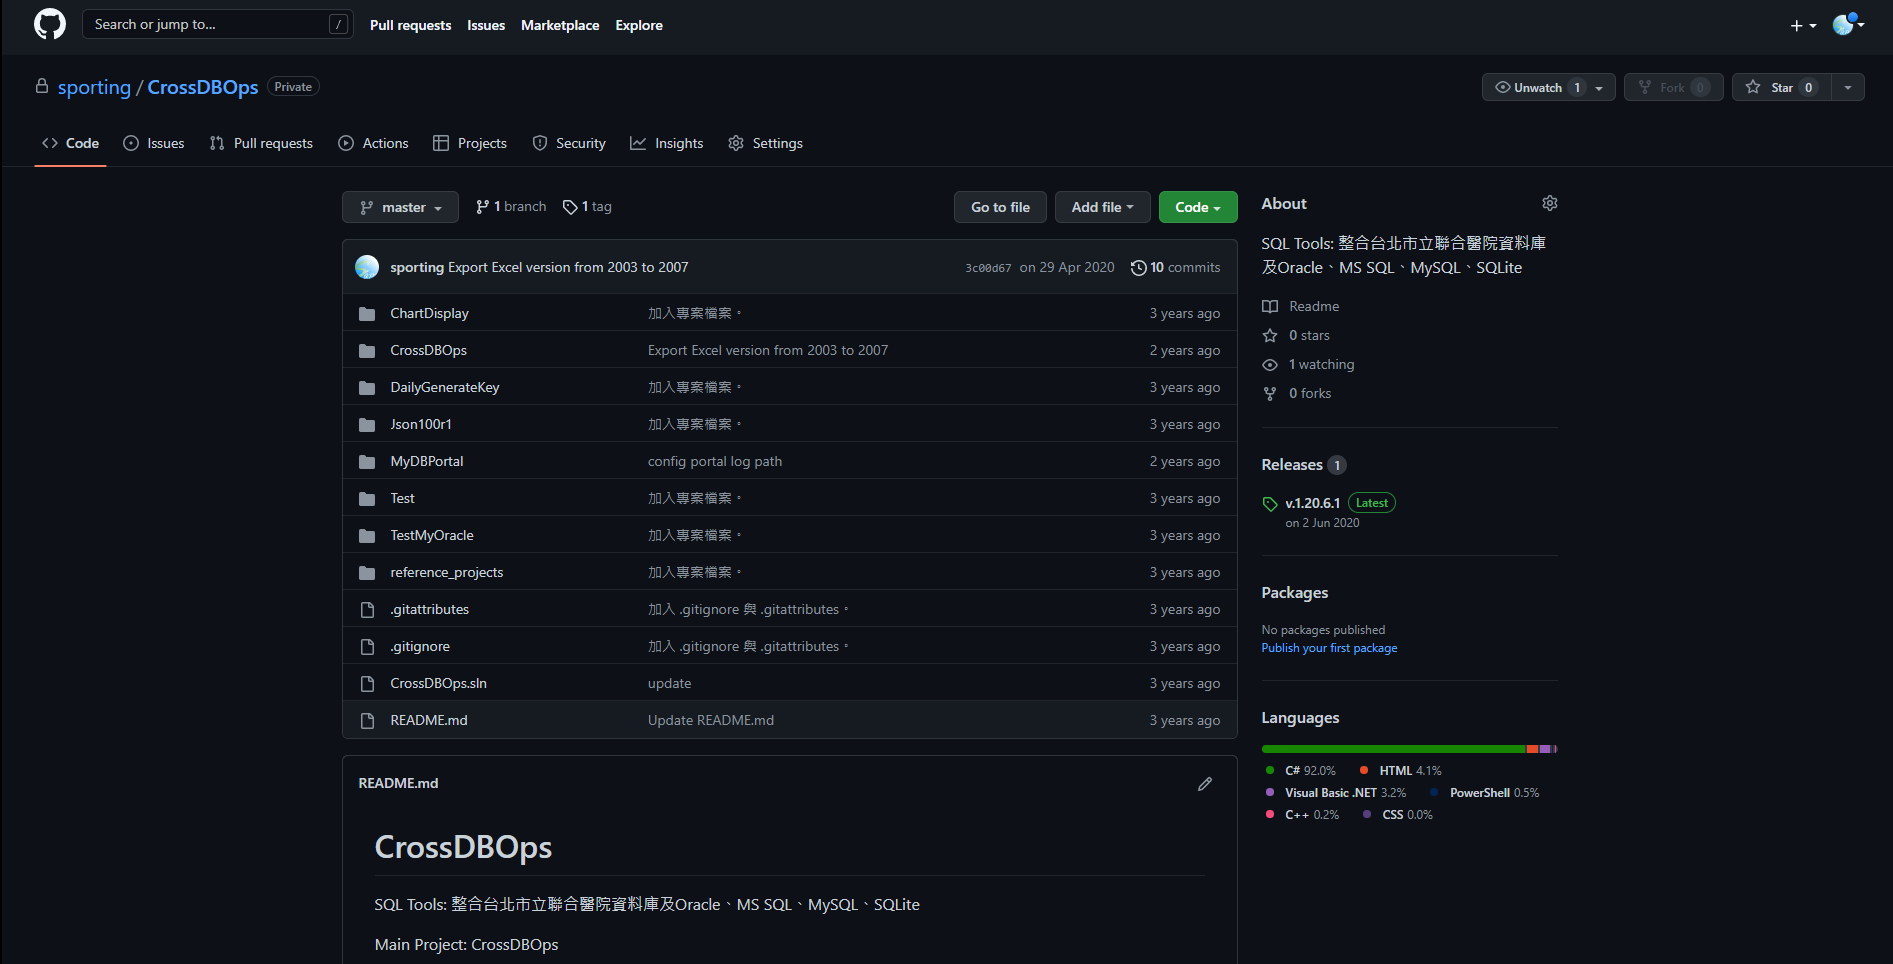 Search or jump to... /
Pull requests Issues Marketplace Explore
sporting / CrossDBOps Private
Unwatch 1 Fork 0 Star 0
Code Issues Pull requests Actions Projects Security Insights Settings
master 1 branch 1 tag
Go to file Add file Code
sporting Export Excel version from 2003 to 2007 3c00d67 on 29 Apr 2020 10 commits
ChartDisplay 加入專案檔案。 3 years ago
CrossDBOps Export Excel version from 2003 to 2007 2 years ago
DailyGenerateKey 加入專案檔案。 3 years ago
Json100r1 加入專案檔案。 3 years ago
MyDBPortal config portal log path 2 years ago
Test 加入專案檔案。 3 years ago
TestMyOracle 加入專案檔案。 3 years ago
reference_projects 加入專案檔案。 3 years ago
.gitattributes 加入 .gitignore 與 .gitattributes。 3 years ago
.gitignore 加入 .gitignore 與 .gitattributes。 3 years ago
CrossDBOps.sln update 3 years ago
README.md Update README.md 3 years ago
README.md
CrossDBOps
SQL Tools: 整合台北市立聯合醫院資料庫及Oracle、MS SQL、MySQL、SQLite
Main Project: CrossDBOps
About
SQL Tools: 整合台北市立聯合醫院資料庫
及Oracle、MS SQL、MySQL、SQLite
Readme
0 stars
1 watching
0 forks
Releases 1
v.1.20.6.1 Latest
on 2 Jun 2020
Packages
No packages published
Publish your first package
Languages
C# 92.0% HTML 4.1%
Visual Basic .NET 3.2% PowerShell 0.5%
C++ 0.2% CSS 0.0%